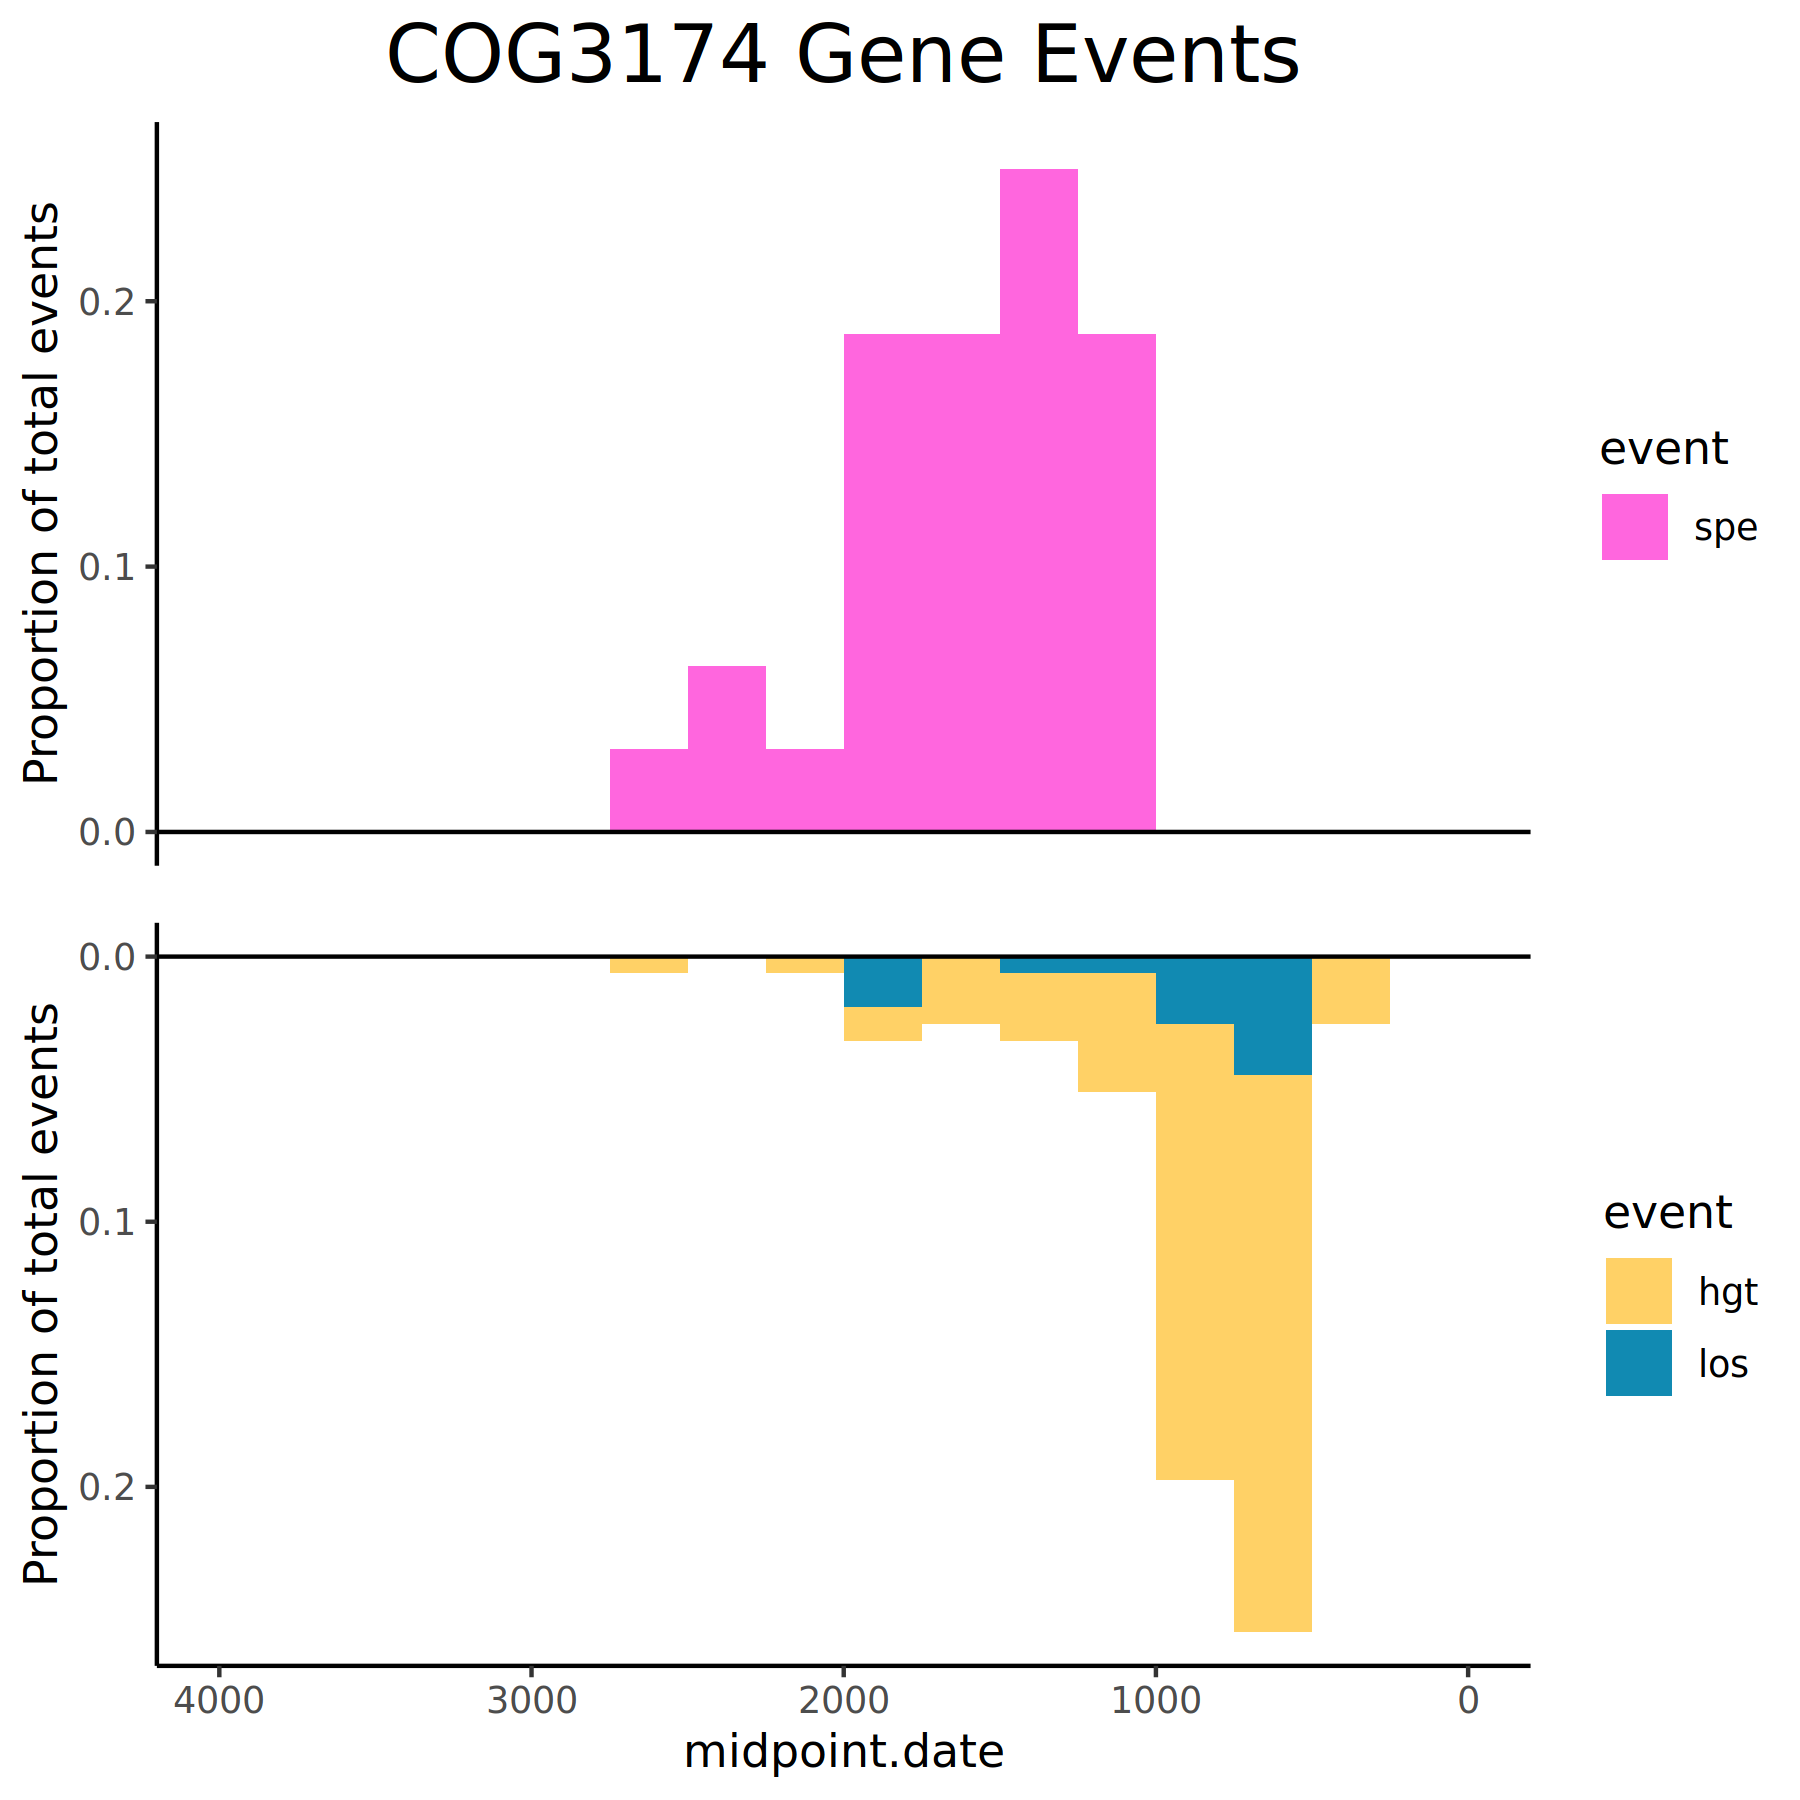 COG3174 Gene Events
Proportion of total events
0.2
0.1
0.0
event
spe
Proportion of total events
0.0
0.1
0.2
event
hgt
los
4000 3000 2000 1000 0
midpoint.date